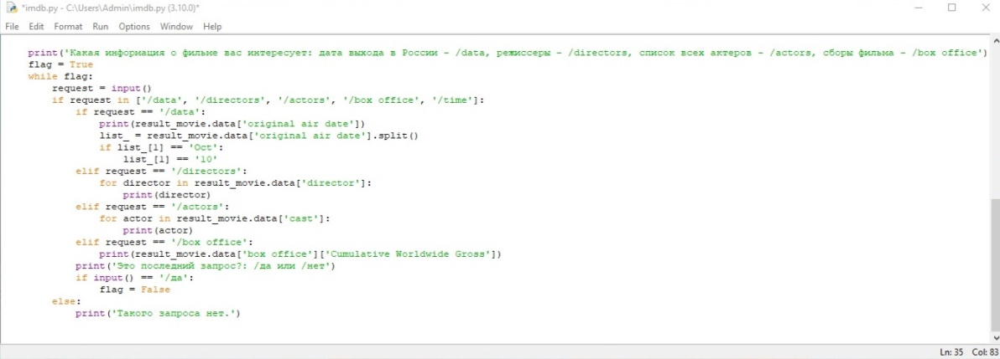 *imdb.py - C:\Users\Admin\imdb.py (3.10.0)*
File Edit Format Run Options Window Help
print('Какая информация о фильме вас интересует: дата выхода в России - /data, режиссеры - /directors, список всех актеров - /actors, сборы фильма - /box office')
flag = True
while flag:
    request = input()
    if request in ['/data', '/directors', '/actors', '/box office', '/time']:
        if request == '/data':
            print(result_movie.data['original air date'])
            list_ = result_movie.data['original air date'].split()
            if list_[1] == 'Oct':
                list_[1] == '10'
        elif request == '/directors':
            for director in result_movie.data['director']:
                print(director)
        elif request == '/actors':
            for actor in result_movie.data['cast']:
                print(actor)
        elif request == '/box office':
            print(result_movie.data['box office']['Cumulative Worldwide Gross'])
        print('Это последний запрос?: /да или /нет')
        if input() == '/да':
            flag = False
    else:
        print('Такого запроса нет.')
Ln: 35 Col: 83